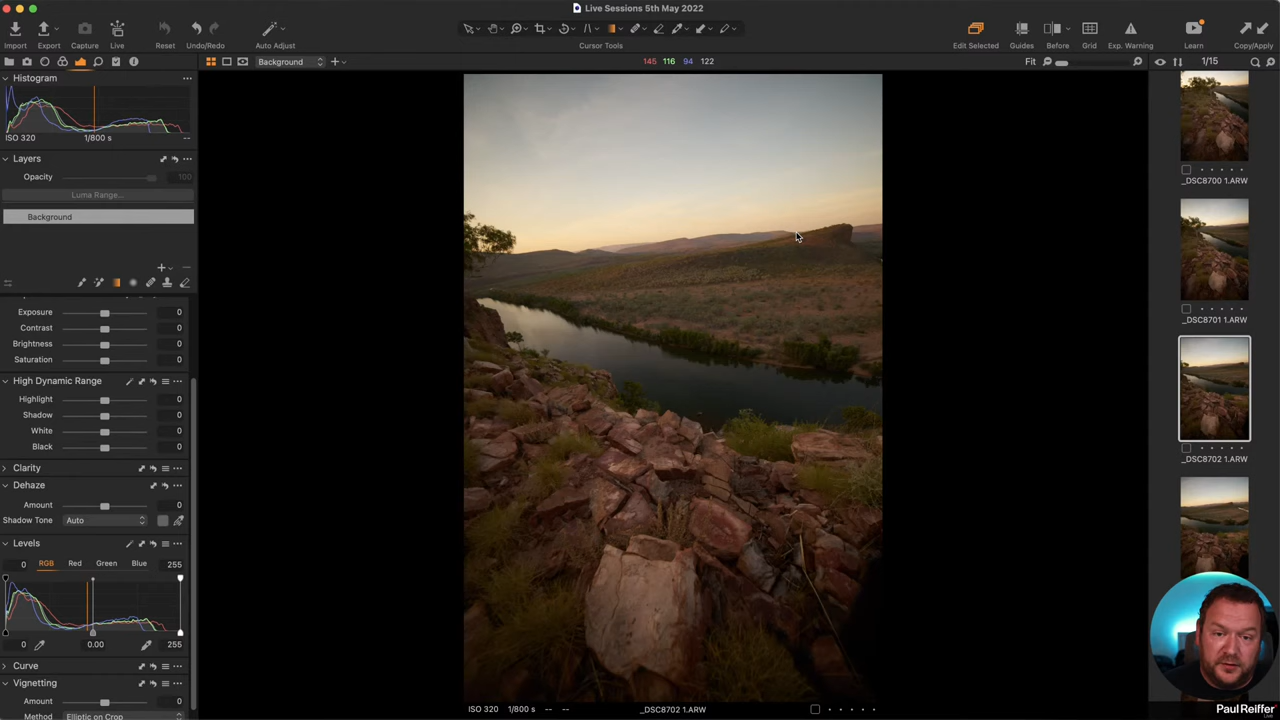 Live Sessions 5th May 2022
Import
Export
Capture
Live
Reset
Undo/Redo
Auto Adjust
Cursor Tools
Edit Selected
Guides
Before
Grid
Exp. Warning
Learn
Copy/Apply
Background
145 116 94 122
Fit
1/15
Histogram
ISO 320
1/800 s
--
Layers
Opacity
100
Luma Range...
Background
Exposure 0
Contrast 0
Brightness 0
Saturation 0
High Dynamic Range
Highlight 0
Shadow 0
White 0
Black 0
Clarity
Dehaze
Amount 0
Shadow Tone Auto
Levels
0 RGB Red Green Blue 255
0 0.00 255
Curve
Vignetting
Amount 0
Method Elliptic on Crop
ISO 320 1/800 s -- -- _DSC8702 1.ARW
_DSC8700 1.ARW
_DSC8701 1.ARW
_DSC8702 1.ARW
Paul Reiffer
Live